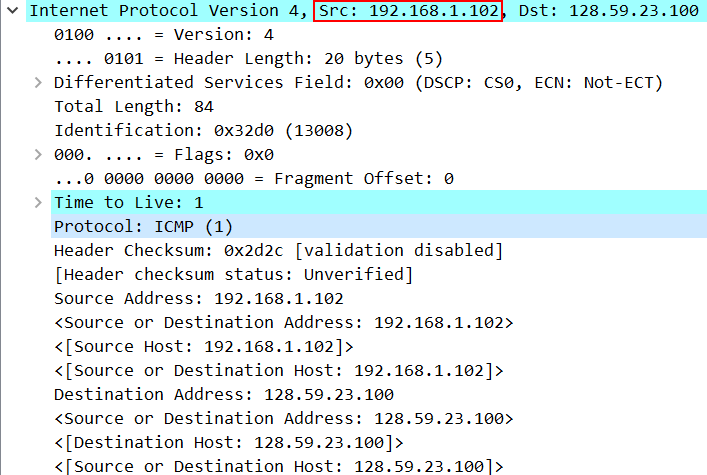 Internet Protocol Version 4, Src: 192.168.1.102, Dst: 128.59.23.100
0100 .... = Version: 4
.... 0101 = Header Length: 20 bytes (5)
Differentiated Services Field: 0x00 (DSCP: CS0, ECN: Not-ECT)
Total Length: 84
Identification: 0x32d0 (13008)
000. .... = Flags: 0x0
...0 0000 0000 0000 = Fragment Offset: 0
Time to Live: 1
Protocol: ICMP (1)
Header Checksum: 0x2d2c [validation disabled]
[Header checksum status: Unverified]
Source Address: 192.168.1.102
<Source or Destination Address: 192.168.1.102>
<[Source Host: 192.168.1.102]>
<[Source or Destination Host: 192.168.1.102]>
Destination Address: 128.59.23.100
<Source or Destination Address: 128.59.23.100>
<[Destination Host: 128.59.23.100]>
<[Source or Destination Host: 128.59.23.100]>